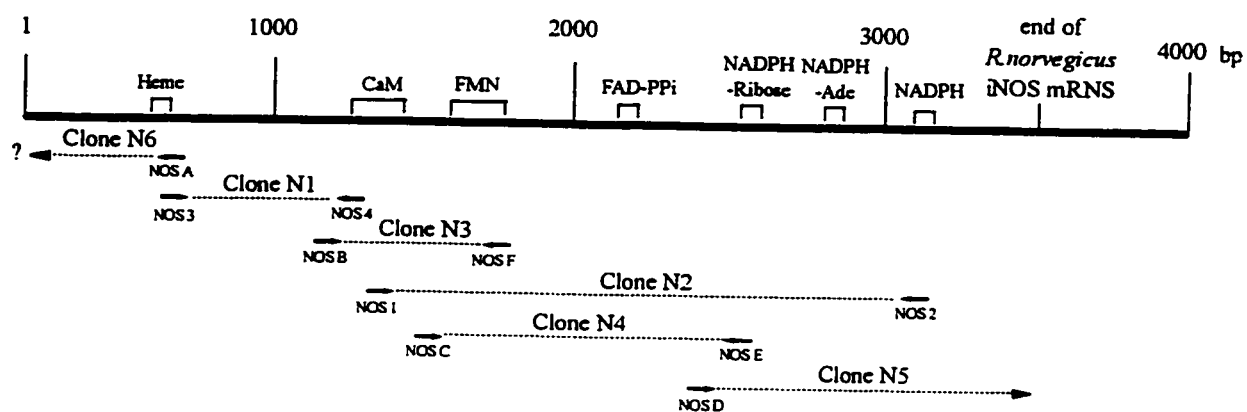 1 1000 2000 3000 4000 bp
end of
R.norvegicus
iNOS mRNS
Heme CaM FMN FAD-PPi
NADPH
-Ribose
NADPH
-Ade
NADPH
? Clone N6
NOS A
Clone N1
NOS 3 NOS 4
Clone N3
NOS B NOS F
Clone N2
NOS 1 NOS 2
Clone N4
NOS C NOS E
Clone N5
NOS D